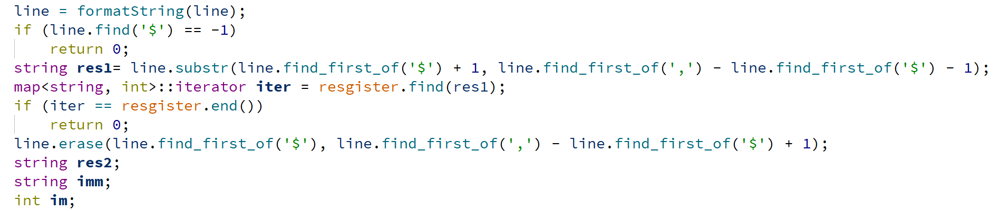 line = formatString(line);
if (line.find('$') == -1)
    return 0;
string res1= line.substr(line.find_first_of('$') + 1, line.find_first_of(',') - line.find_first_of('$') - 1);
map<string, int>::iterator iter = resgister.find(res1);
if (iter == resgister.end())
    return 0;
line.erase(line.find_first_of('$'), line.find_first_of(',') - line.find_first_of('$') + 1);
string res2;
string imm;
int im;